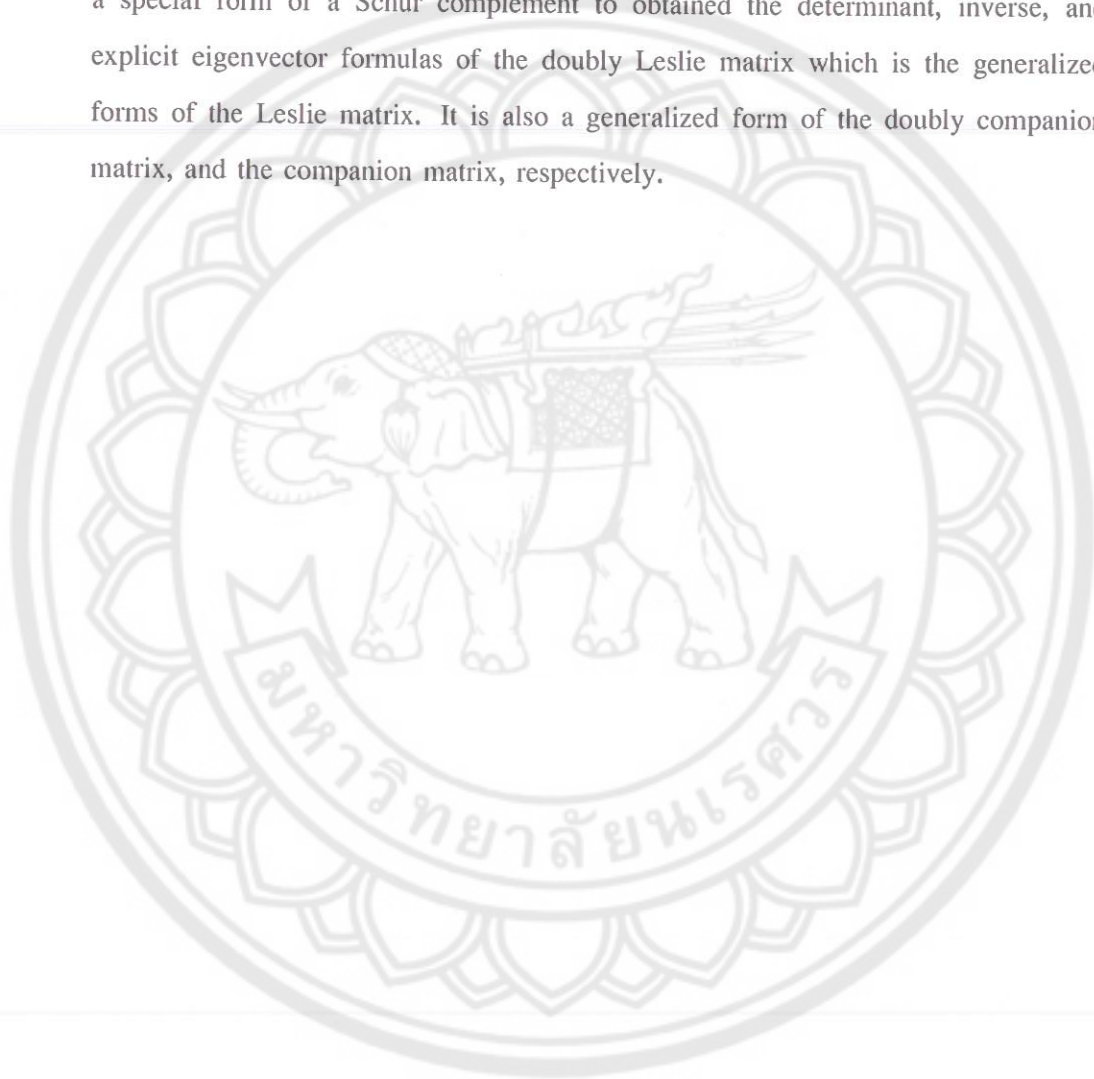 a special form of a Schur complement to obtained the determinant, inverse, an
explicit eigenvector formulas of the doubly Leslie matrix which is the generalize
forms of the Leslie matrix. It is also a generalized form of the doubly companion
matrix, and the companion matrix, respectively.
มหาวิทยาลัยนเรศวร